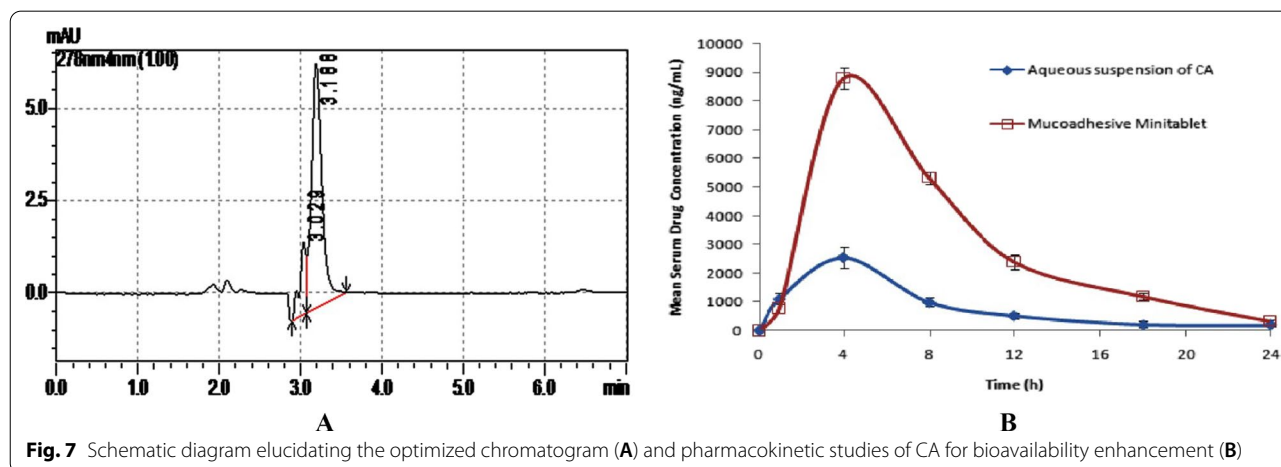 mAU
278nm4nm (1.00)
3.188
3.029
5.0
2.5
0.0
0.0 1.0 2.0 3.0 4.0 5.0 6.0 min
A
10000
9000
8000
7000
6000
5000
4000
3000
2000
1000
0
Mean Serum Drug Concentration (ng/mL)
Aqueous suspension of CA
Mucoadhesive Minitablet
0 4 8 12 16 20 24
Time (h)
B
Fig. 7 Schematic diagram elucidating the optimized chromatogram (A) and pharmacokinetic studies of CA for bioavailability enhancement (B)